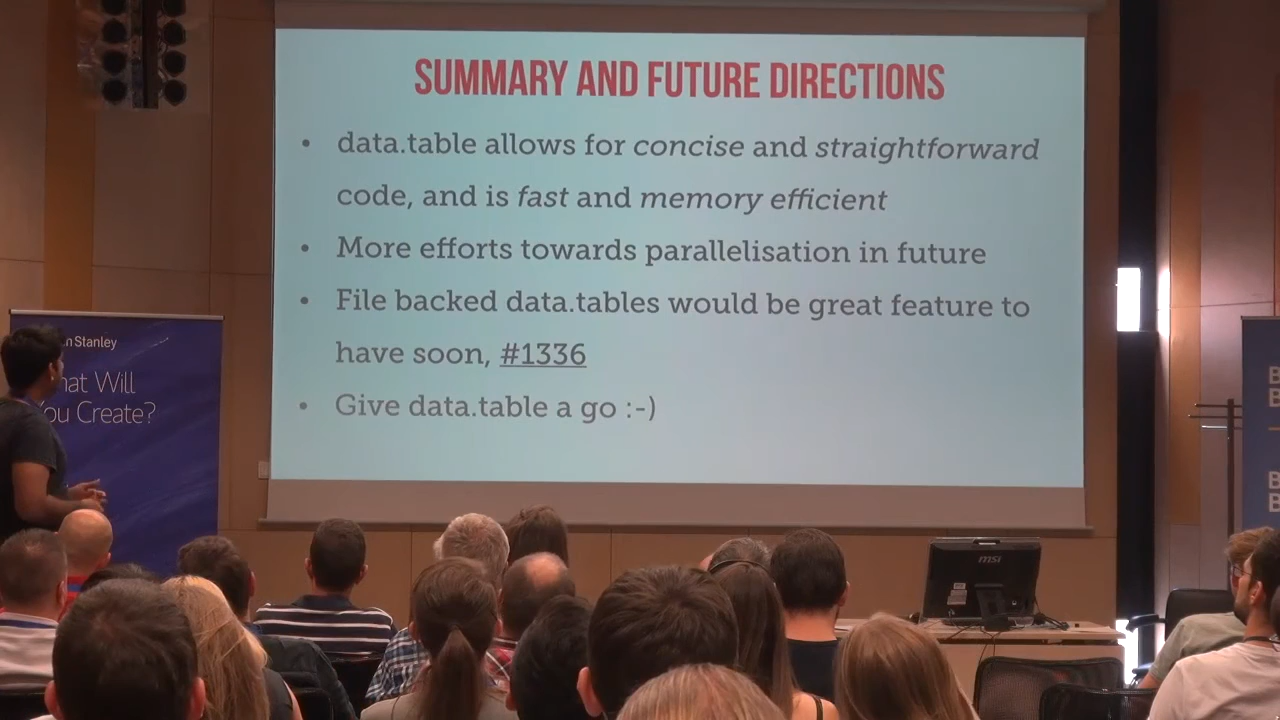 SUMMARY AND FUTURE DIRECTIONS
• data.table allows for concise and straightforward
code, and is fast and memory efficient
• More efforts towards parallelisation in future
• File backed data.tables would be great feature to
have soon, #1336
• Give data.table a go :-)
n Stanley
hat Will
ou Create?
msi
B
B
B
B